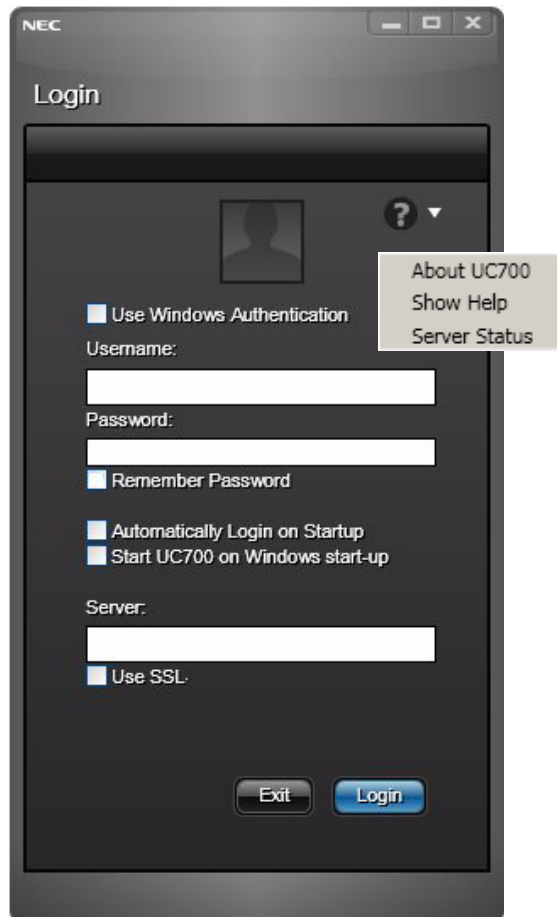 NEC
Login
?
About UC700
Show Help
Server Status
Use Windows Authentication
Username:
Password:
Remember Password
Automatically Login on Startup
Start UC700 on Windows start-up
Server:
Use SSL
Exit
Login